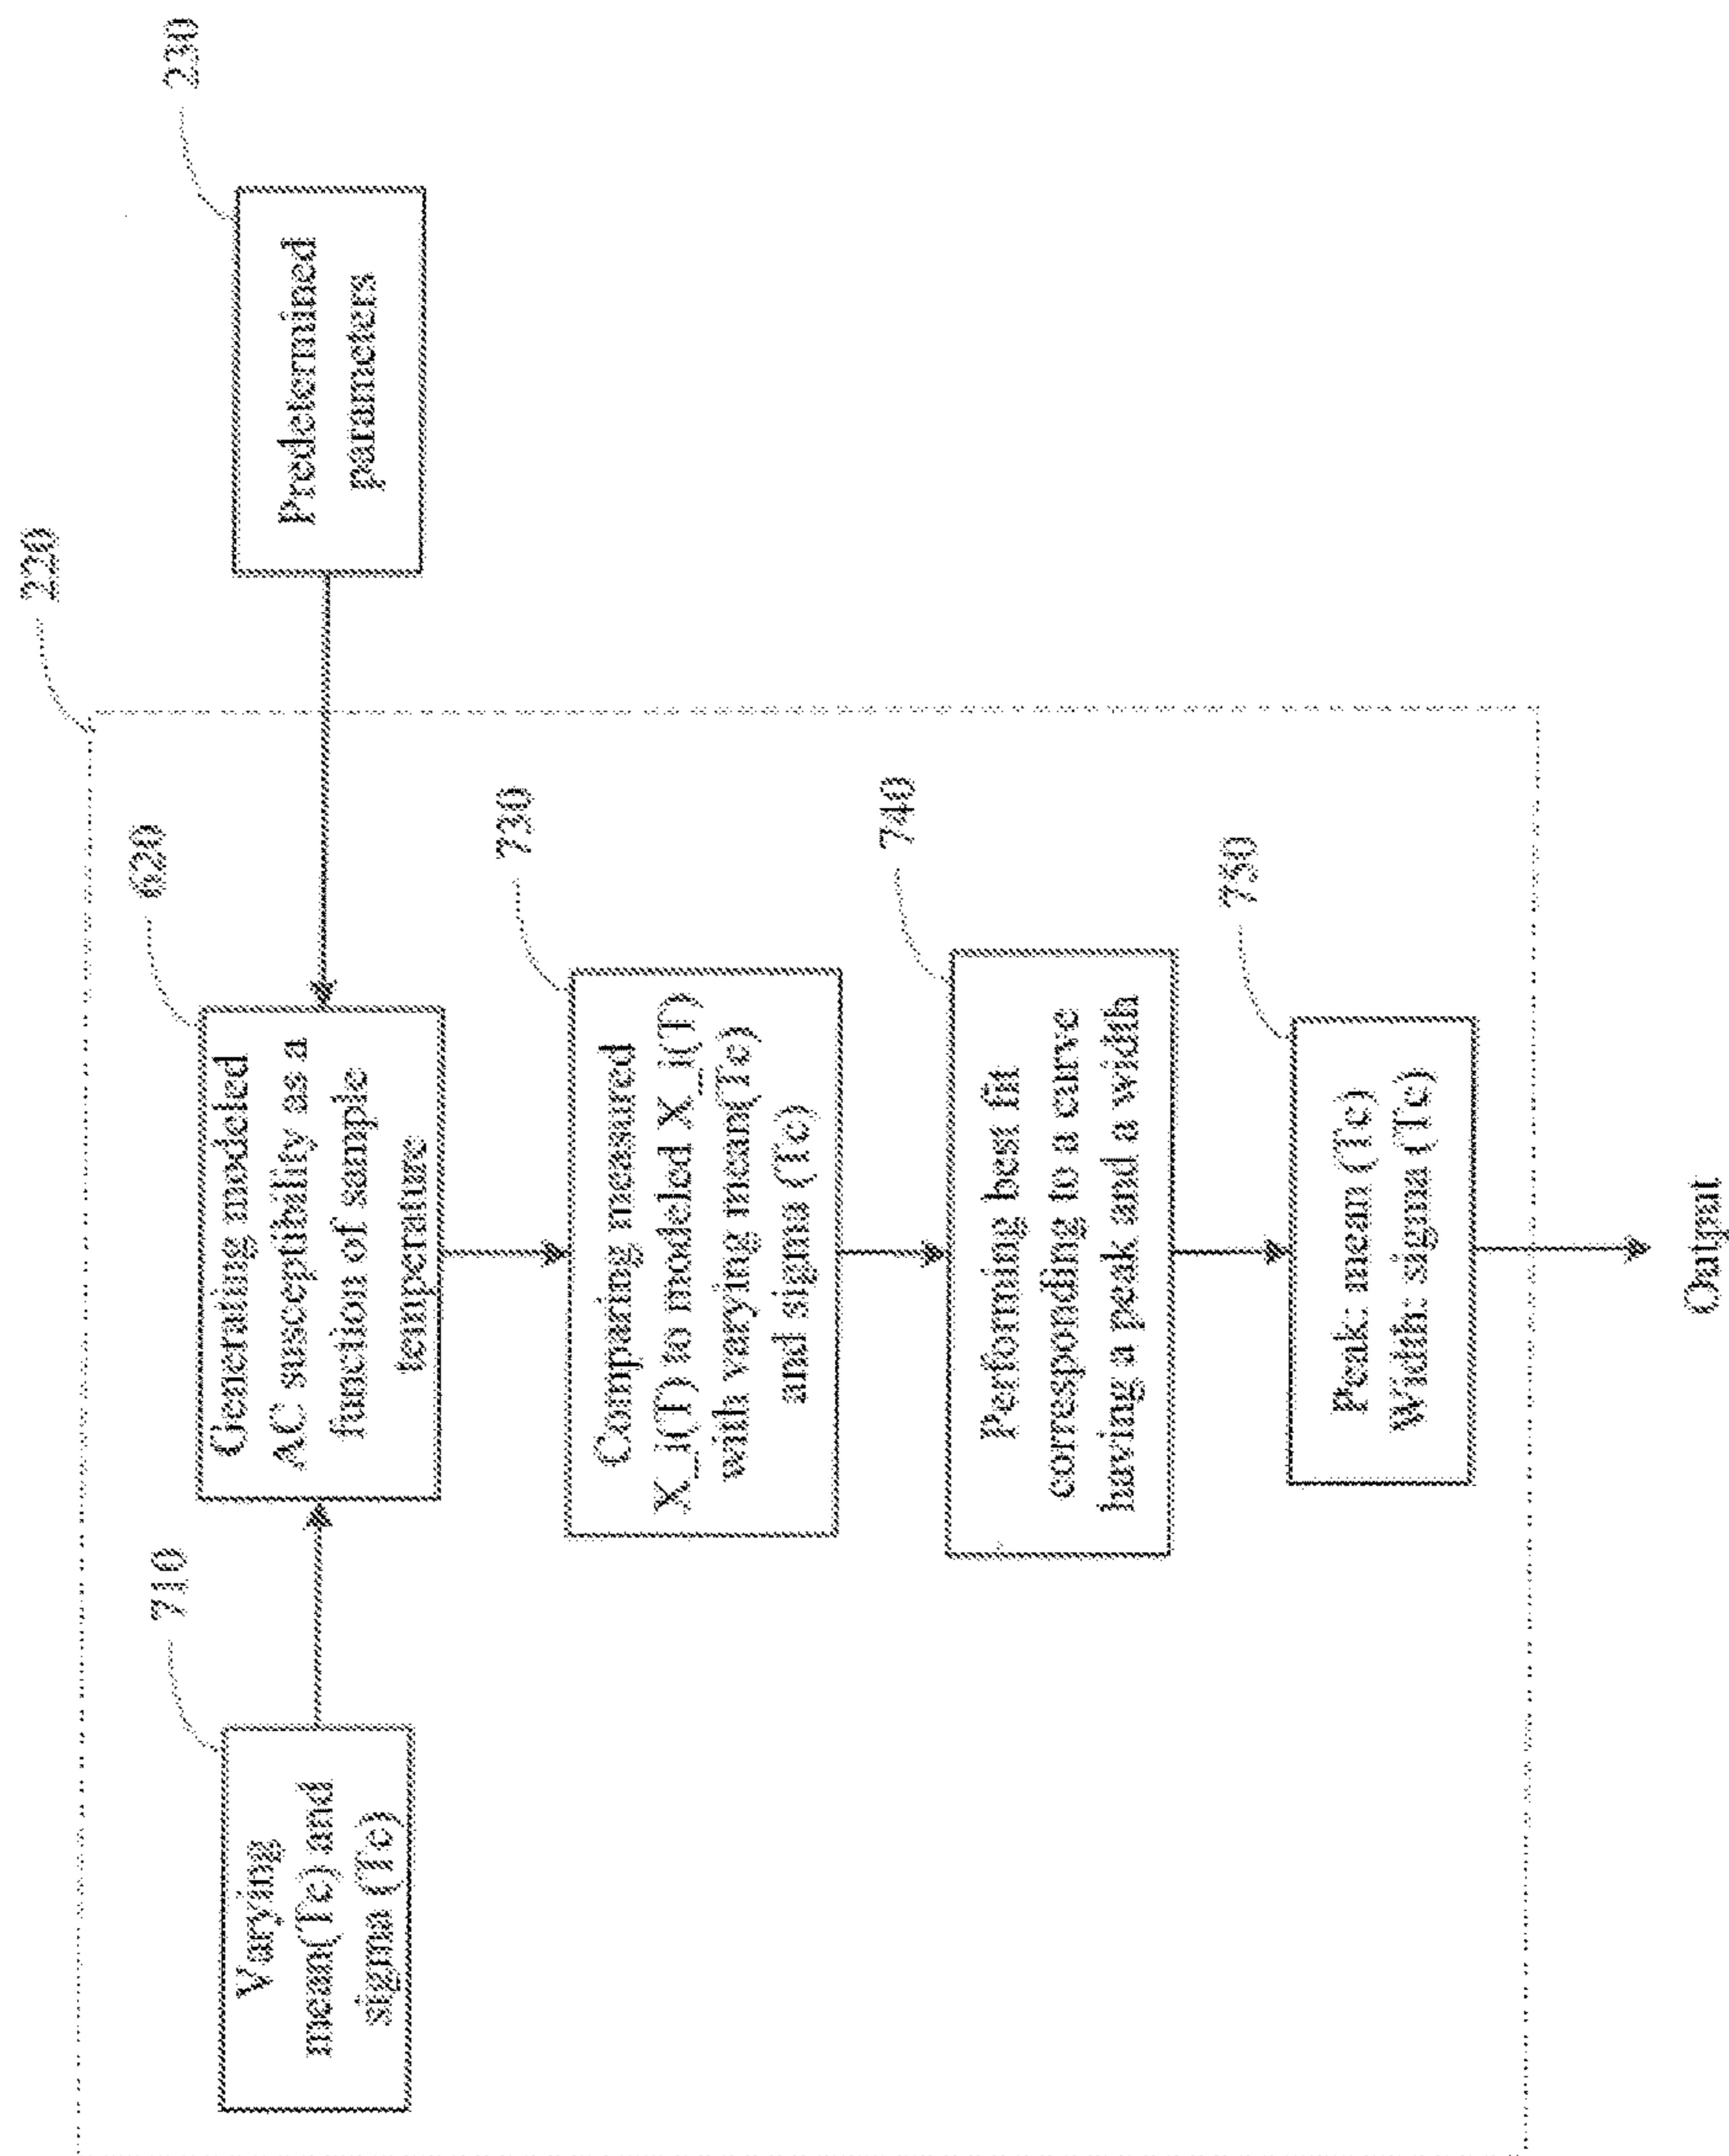 220
230
710
Varying
mean(Tc) and
sigma (Tc)
620
Generating modeled
AC susceptibility as a
function of sample
temperature
Predetermined
parameters
730
Comparing measured
X_i(T) to modeled X_i(T)
with varying mean(Tc)
and sigma (Tc)
740
Performing best fit
corresponding to a curve
having a peak and a width
750
Peak: mean (Tc)
Width: sigma (Tc)
Output